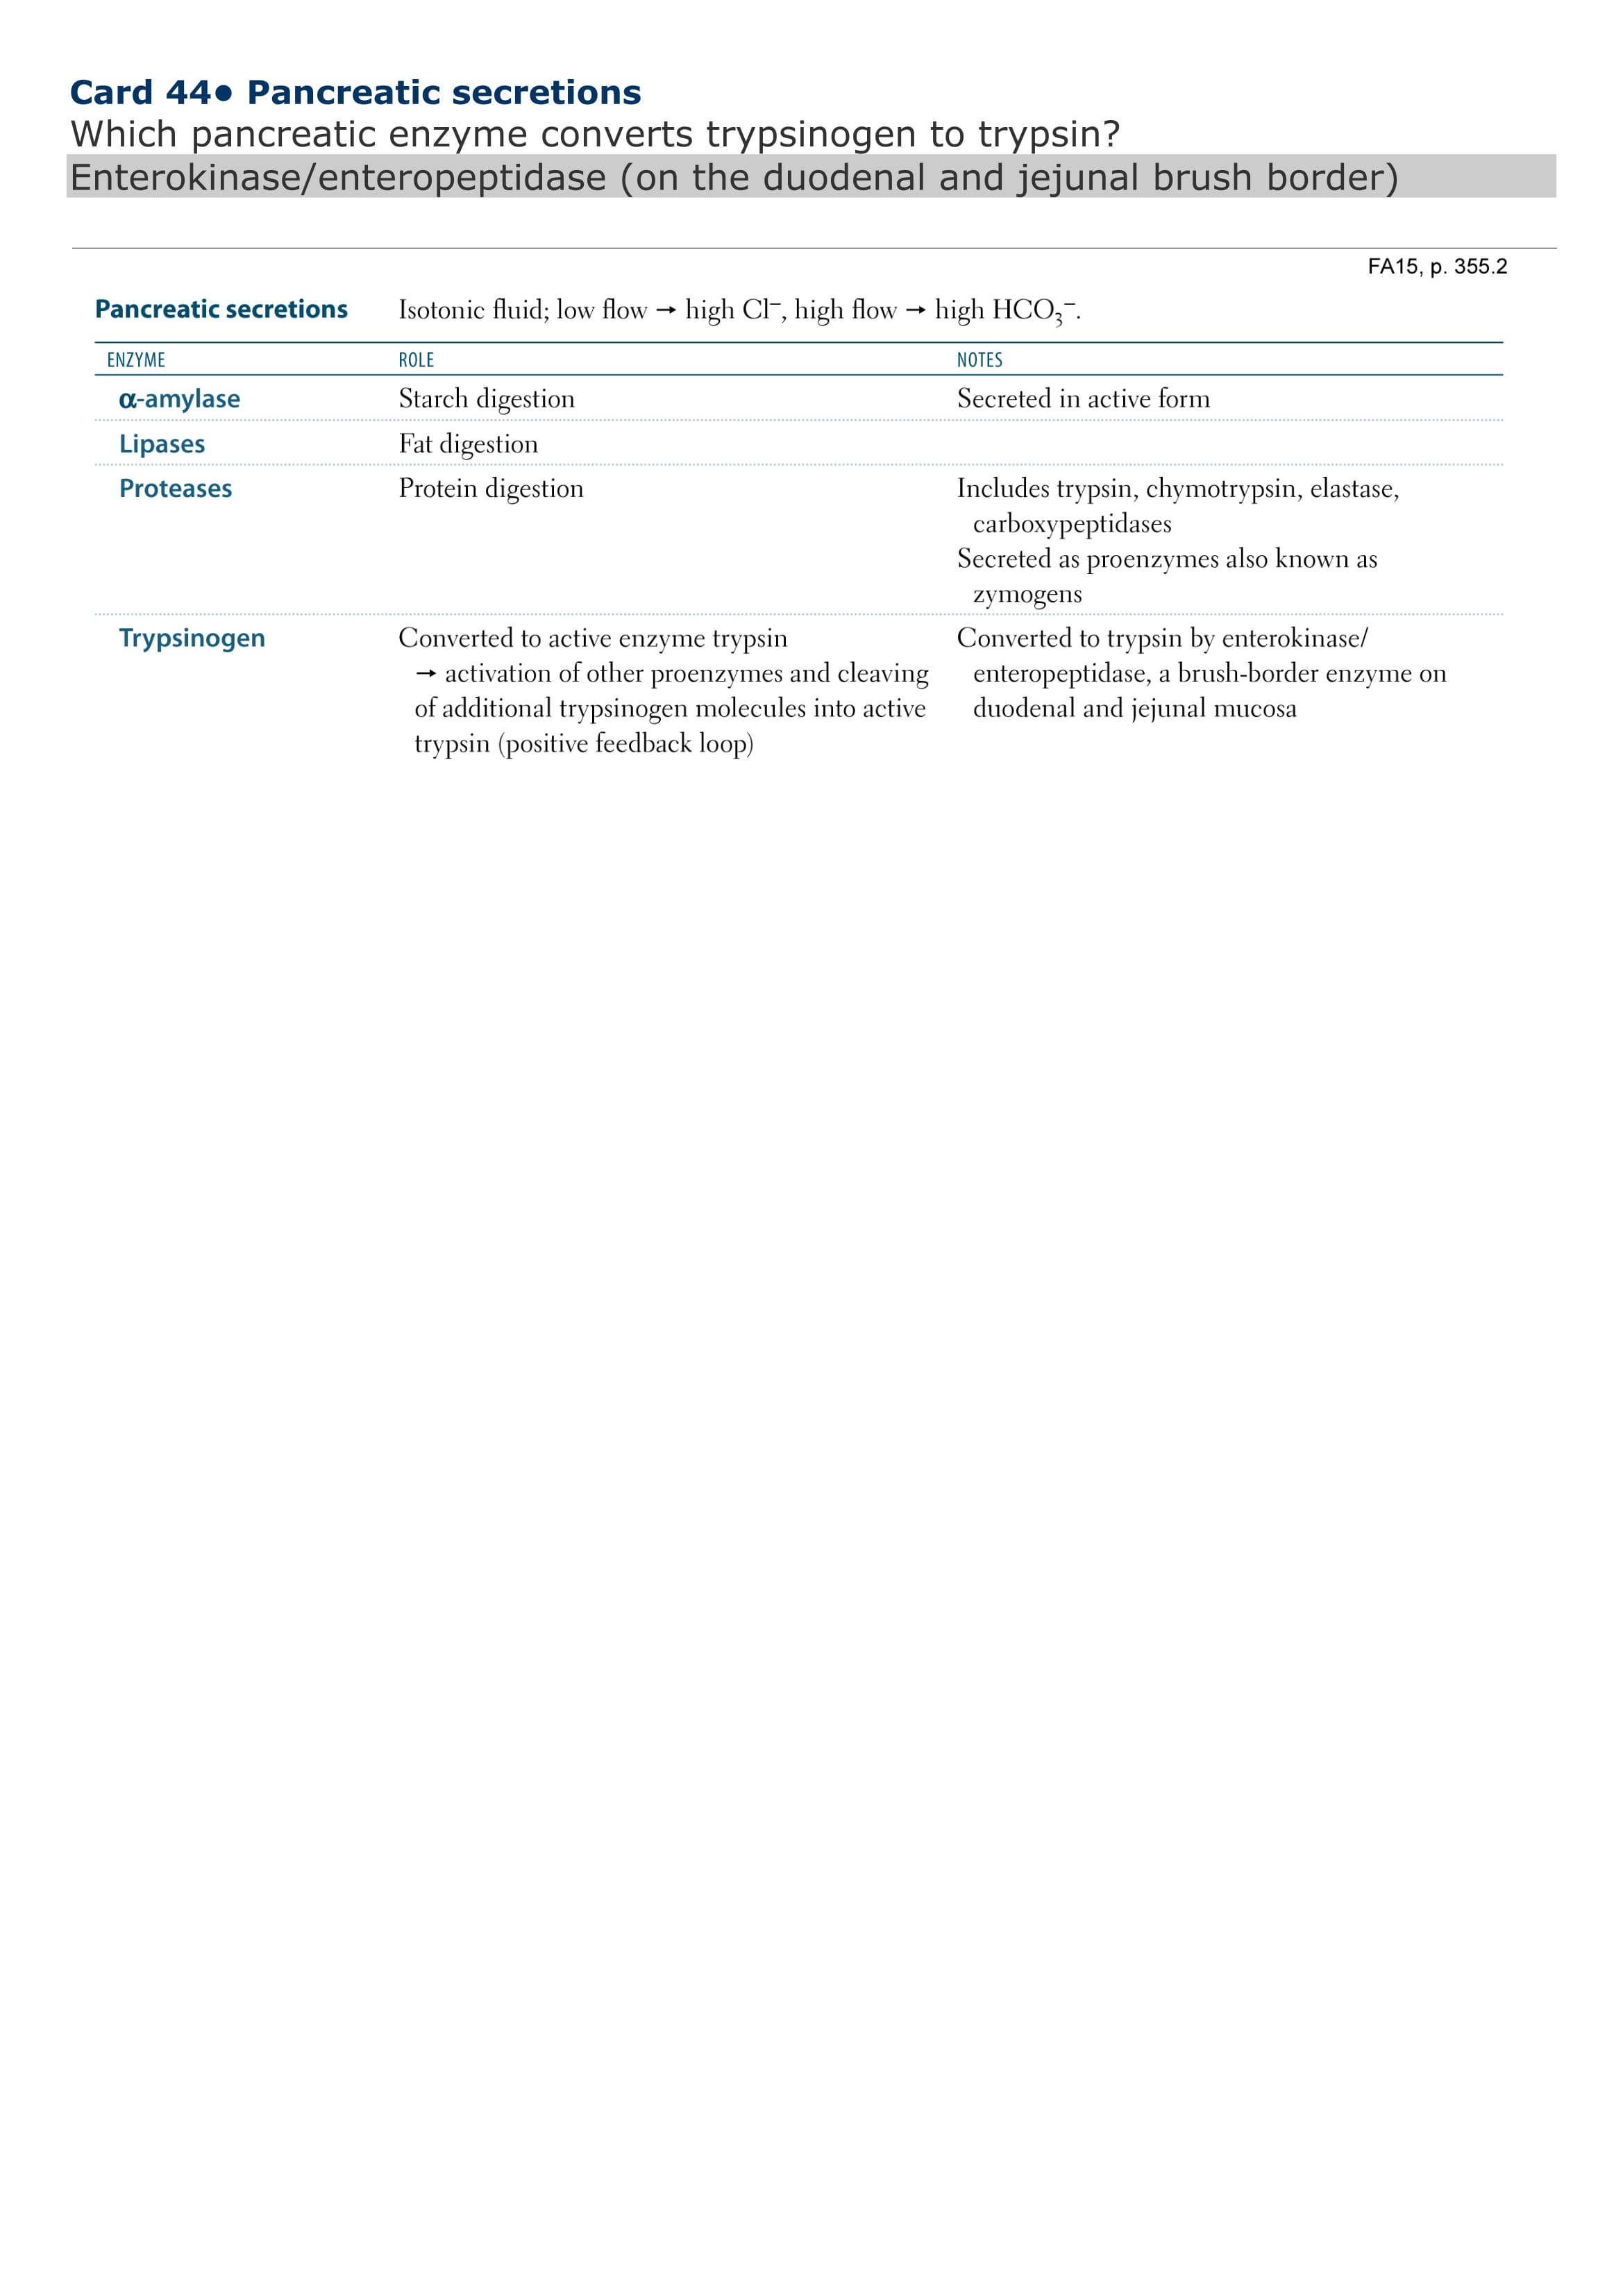 Card 44● Pancreatic secretions
Which pancreatic enzyme converts trypsinogen to trypsin?
Enterokinase/enteropeptidase (on the duodenal and jejunal brush border)
FA15, p. 355.2
Pancreatic secretions Isotonic fluid; low flow → high Cl⁻, high flow → high HCO₃⁻.
ENZYME ROLE NOTES
α-amylase Starch digestion Secreted in active form
Lipases Fat digestion
Proteases Protein digestion Includes trypsin, chymotrypsin, elastase,
carboxypeptidases
Secreted as proenzymes also known as
zymogens
Trypsinogen Converted to active enzyme trypsin Converted to trypsin by enterokinase/
→ activation of other proenzymes and cleaving enteropeptidase, a brush-border enzyme on
of additional trypsinogen molecules into active duodenal and jejunal mucosa
trypsin (positive feedback loop)